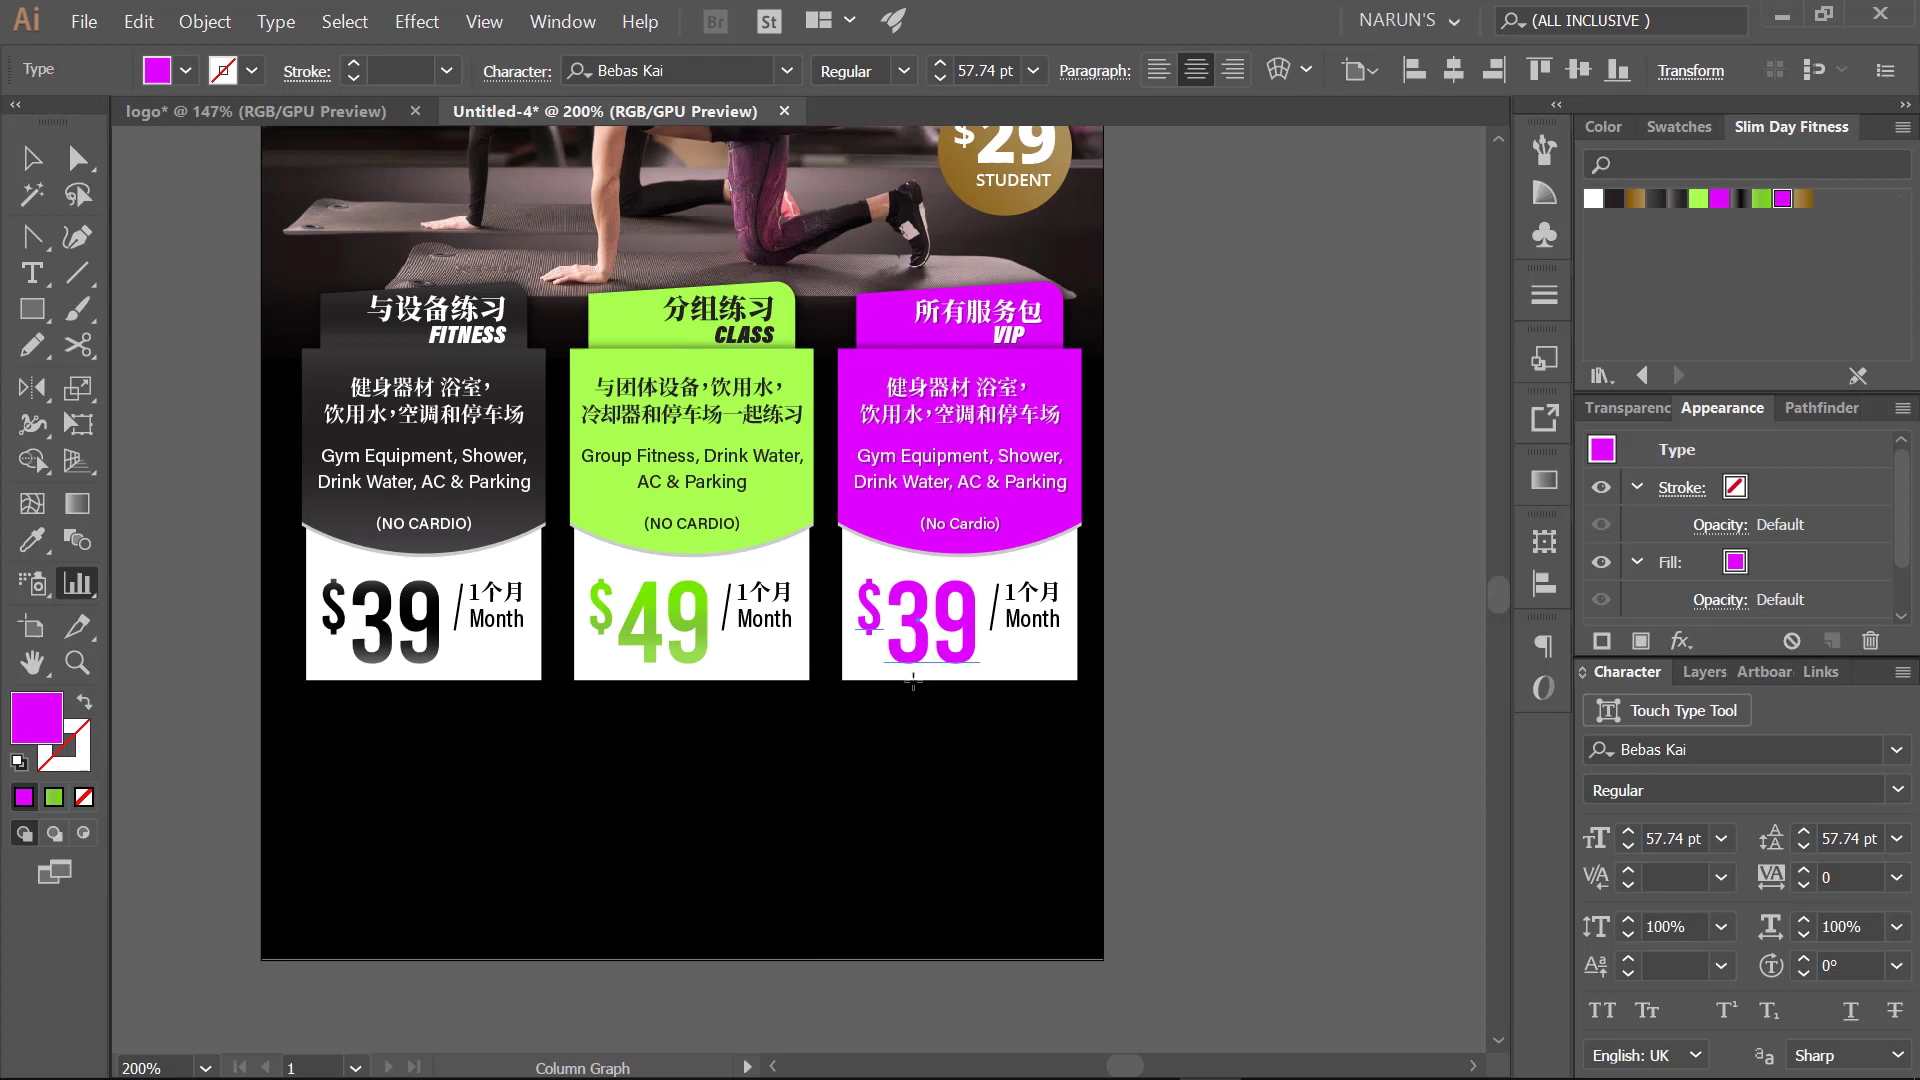 Ai File Edit Object Type Select Effect View Window Help Br St NARUN'S (ALL INCLUSIVE )
Type Stroke: Character: Bebas Kai Regular 57.74 pt Paragraph: Transform
logo* @ 147% (RGB/GPU Preview) Untitled-4* @ 200% (RGB/GPU Preview)
Color Swatches Slim Day Fitness
$29
STUDENT
与设备练习
FITNESS
健身器材 浴室，
饮用水，空调和停车场
Gym Equipment, Shower,
Drink Water, AC & Parking
(NO CARDIO)
$39 / 1个月
Month
分组练习
CLASS
与团体设备，饮用水，
冷却器和停车场一起练习
Group Fitness, Drink Water,
AC & Parking
(NO CARDIO)
$49 / 1个月
Month
所有服务包
VIP
健身器材 浴室，
饮用水，空调和停车场
Gym Equipment, Shower,
Drink Water, AC & Parking
(No Cardio)
$39 / 1个月
Month
Transparenc Appearance Pathfinder
Type
Stroke:
Opacity: Default
Fill:
Opacity: Default
fx
Character Layers Artboar Links
Touch Type Tool
Bebas Kai
Regular
57.74 pt 57.74 pt
0
100% 100%
0°
English: UK Sharp
200% 1 Column Graph